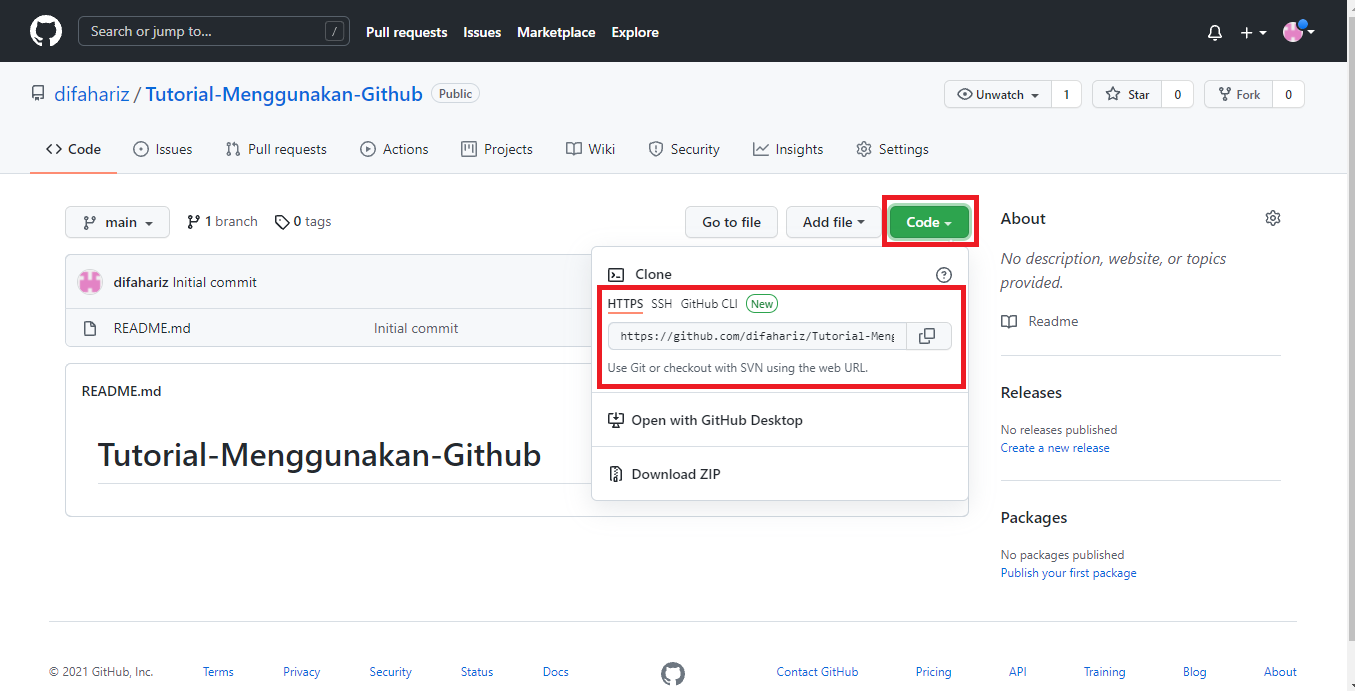 Search or jump to... /
Pull requests Issues Marketplace Explore
difahariz / Tutorial-Menggunakan-Github Public
Unwatch 1 Star 0 Fork 0
Code Issues Pull requests Actions Projects Wiki Security Insights Settings
main 1 branch 0 tags
Go to file Add file Code
difahariz Initial commit
README.md Initial commit
README.md
Tutorial-Menggunakan-Github
Clone
HTTPS SSH GitHub CLI New
https://github.com/difahariz/Tutorial-Meng
Use Git or checkout with SVN using the web URL.
Open with GitHub Desktop
Download ZIP
About
No description, website, or topics
provided.
Readme
Releases
No releases published
Create a new release
Packages
No packages published
Publish your first package
© 2021 GitHub, Inc. Terms Privacy Security Status Docs Contact GitHub Pricing API Training Blog About